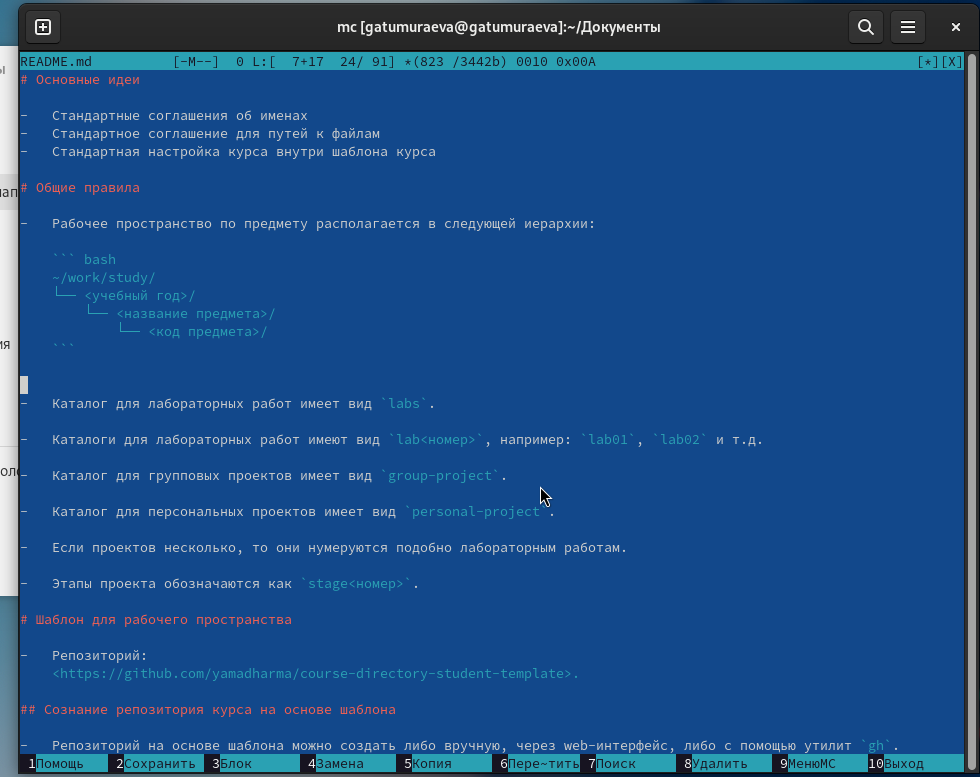 mc [gatumuraeva@gatumuraeva]:~/Документы
README.md          [-M--]  0 L:[  7+17  24/ 91] *(823 /3442b) 0010 0x00A                                        [*][X]
# Основные идеи
-   Стандартные соглашения об именах
-   Стандартное соглашение для путей к файлам
-   Стандартная настройка курса внутри шаблона курса
# Общие правила
-   Рабочее пространство по предмету располагается в следующей иерархии:
    ``` bash
    ~/work/study/
    └── <учебный год>/
        └── <название предмета>/
            └── <код предмета>/
    ```
-   Каталог для лабораторных работ имеет вид `labs`.
-   Каталоги для лабораторных работ имеют вид `lab<номер>`, например: `lab01`, `lab02` и т.д.
-   Каталог для групповых проектов имеет вид `group-project`.
-   Каталог для персональных проектов имеет вид `personal-project`.
-   Если проектов несколько, то они нумеруются подобно лабораторным работам.
-   Этапы проекта обозначаются как `stage<номер>`.
# Шаблон для рабочего пространства
-   Репозиторий:
    <https://github.com/yamadharma/course-directory-student-template>.
## Сознание репозитория курса на основе шаблона
-   Репозиторий на основе шаблона можно создать либо вручную, через web-интерфейс, либо с помощью утилит `gh`.
1Помощь 2Сохранить 3Блок 4Замена 5Копия 6Пере~тить 7Поиск 8Удалить 9МенюMC 10Выход